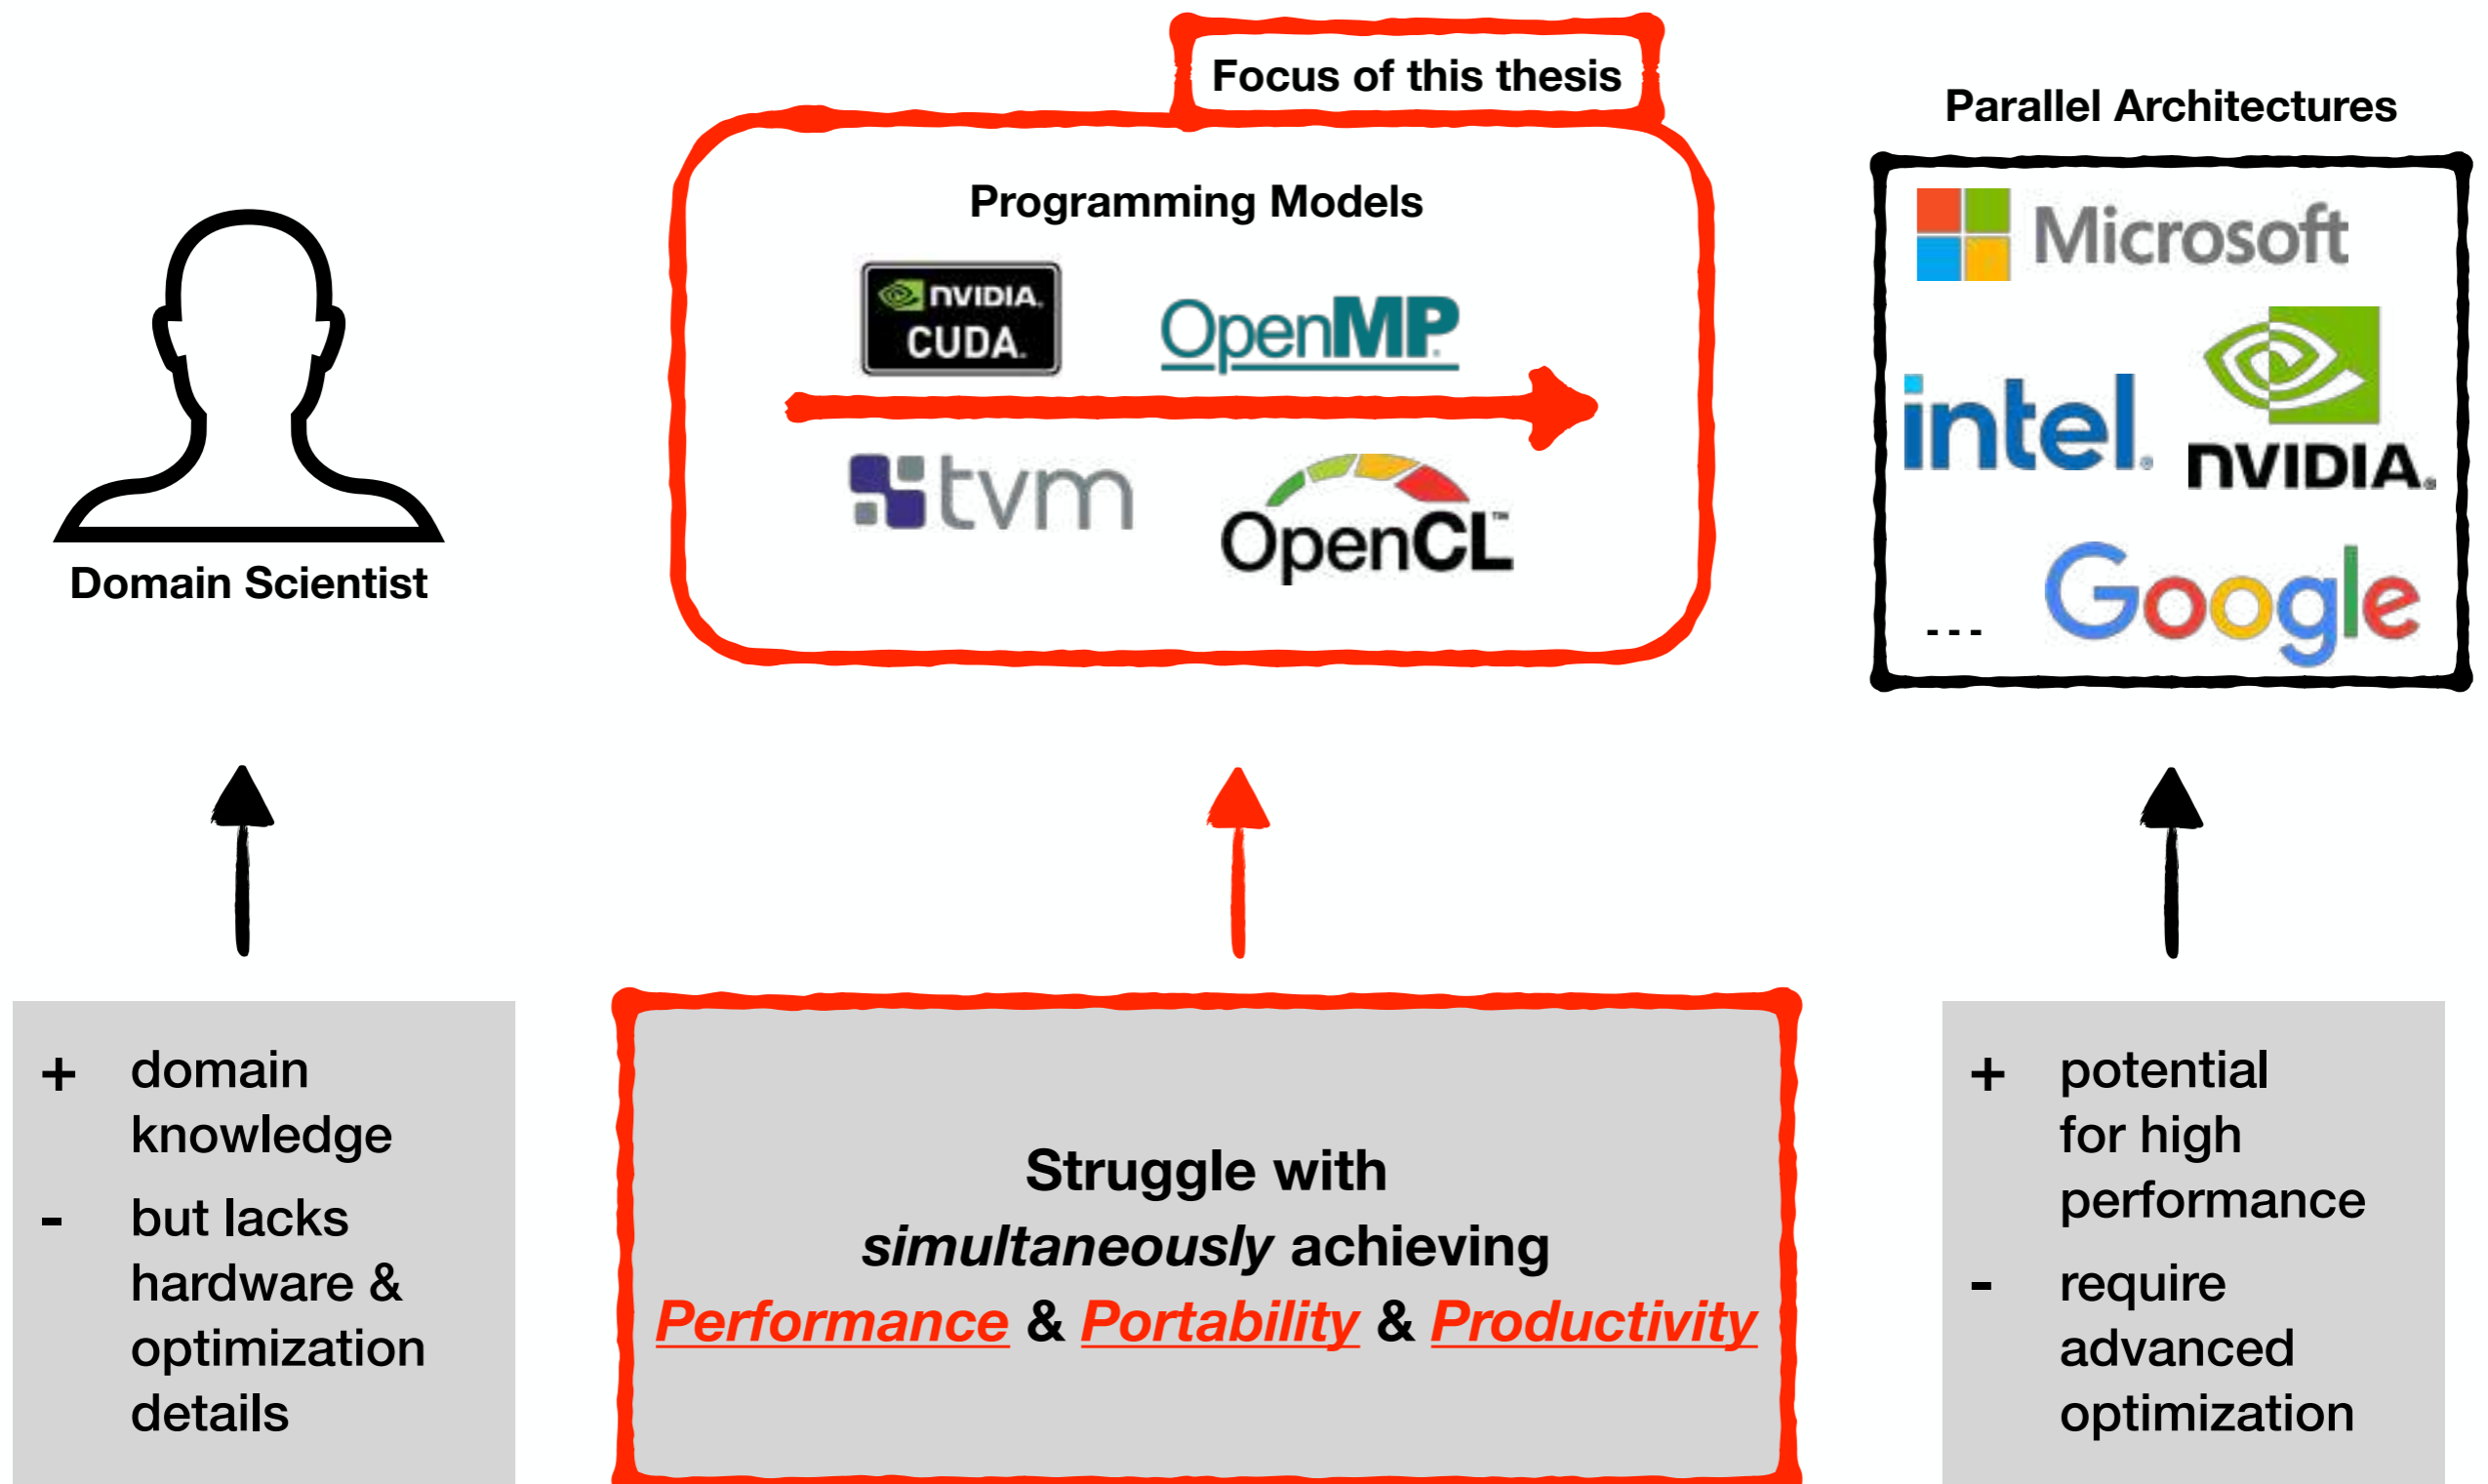 Focus of this thesis
Parallel Architectures
Programming Models
Microsoft
NVIDIA.
CUDA.
OpenMP
intel.
NVIDIA.
tvm
OpenCL™
Domain Scientist
Google
---
+ domain
knowledge
- but lacks
hardware &
optimization
details
Struggle with
simultaneously achieving
Performance & Portability & Productivity
+ potential
for high
performance
- require
advanced
optimization